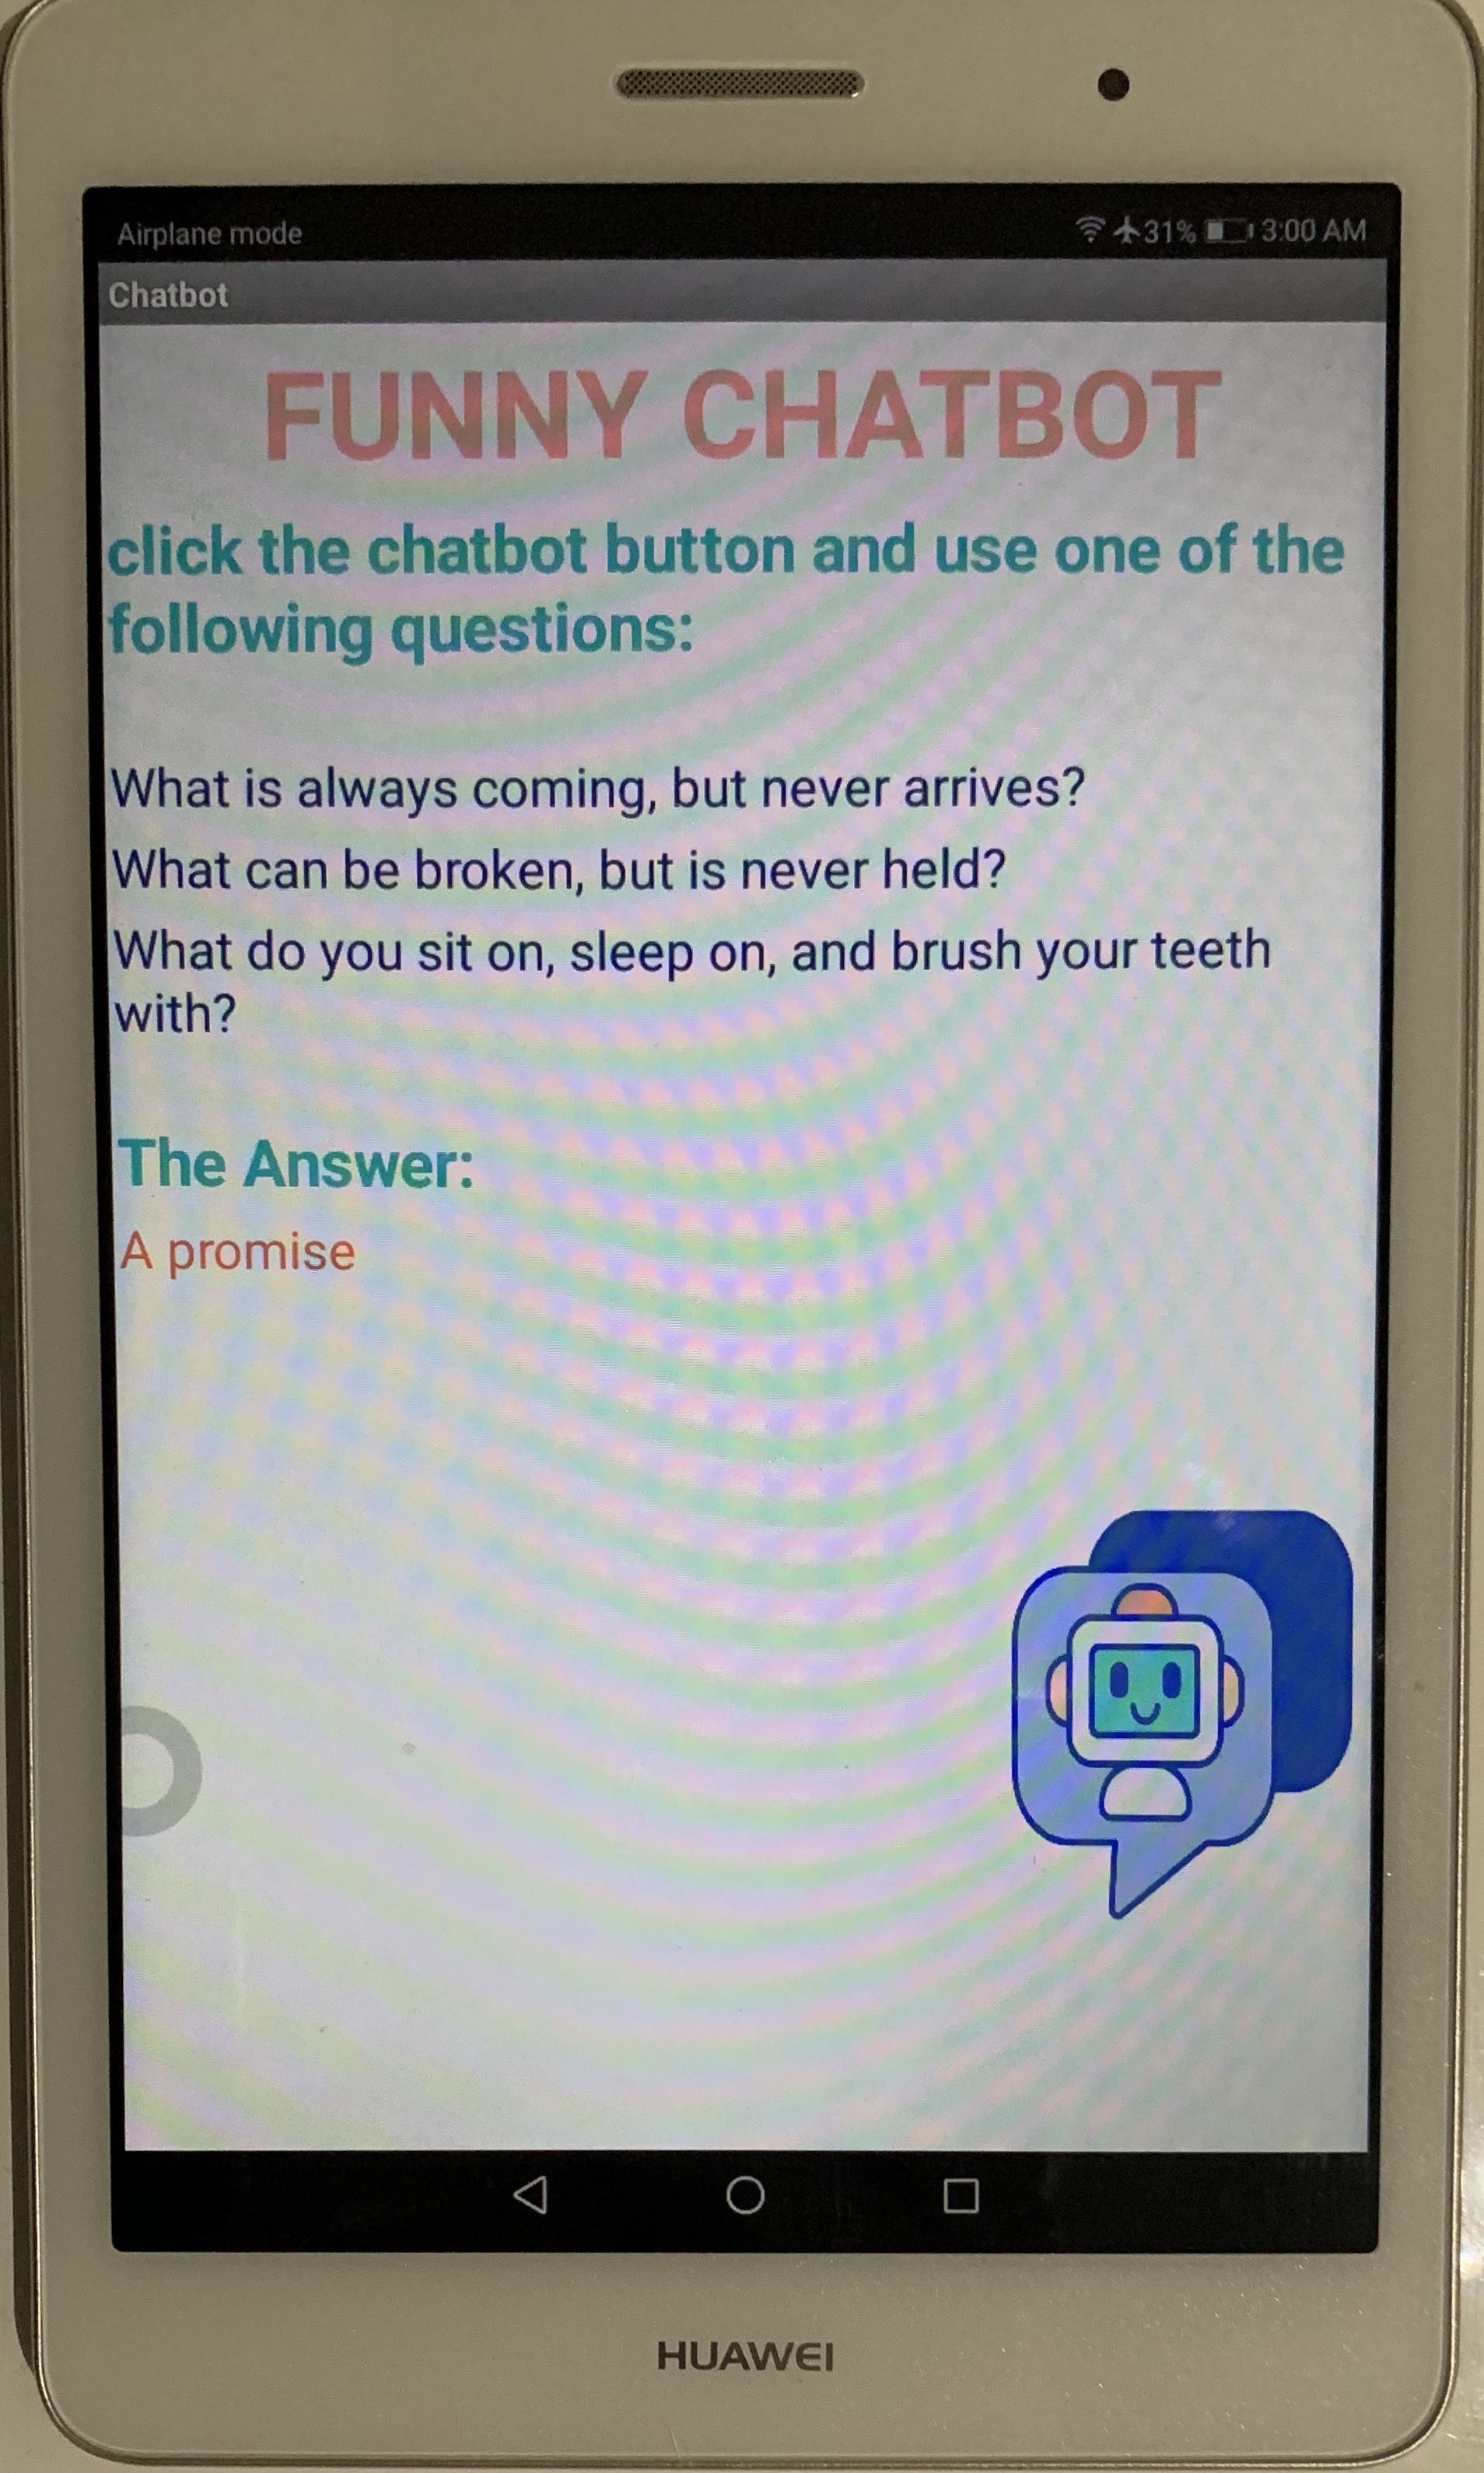 Airplane mode 31% 3:00 AM
Chatbot
FUNNY CHATBOT
click the chatbot button and use one of the
following questions:
What is always coming, but never arrives?
What can be broken, but is never held?
What do you sit on, sleep on, and brush your teeth
with?
The Answer:
A promise
HUAWEI